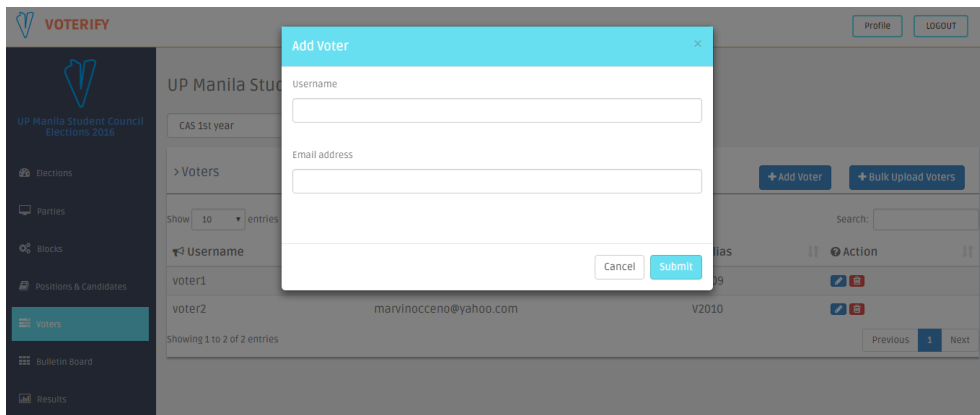 VOTERIFY
Profile
LOGOUT
Add Voter
×
UP Manila Student Council
Elections 2016
UP Manila Stud
Username
CAS 1st year
Email address
Elections
> Voters
+ Add Voter
+ Bulk Upload Voters
Parties
Show 10 entries
Search:
Blocks
Username
lias
Action
Cancel
Submit
Positions & Candidates
voter1
09
voter2
marvinocceno@yahoo.com
V2010
Voters
Showing 1 to 2 of 2 entries
Previous
1
Next
Bulletin Board
Results